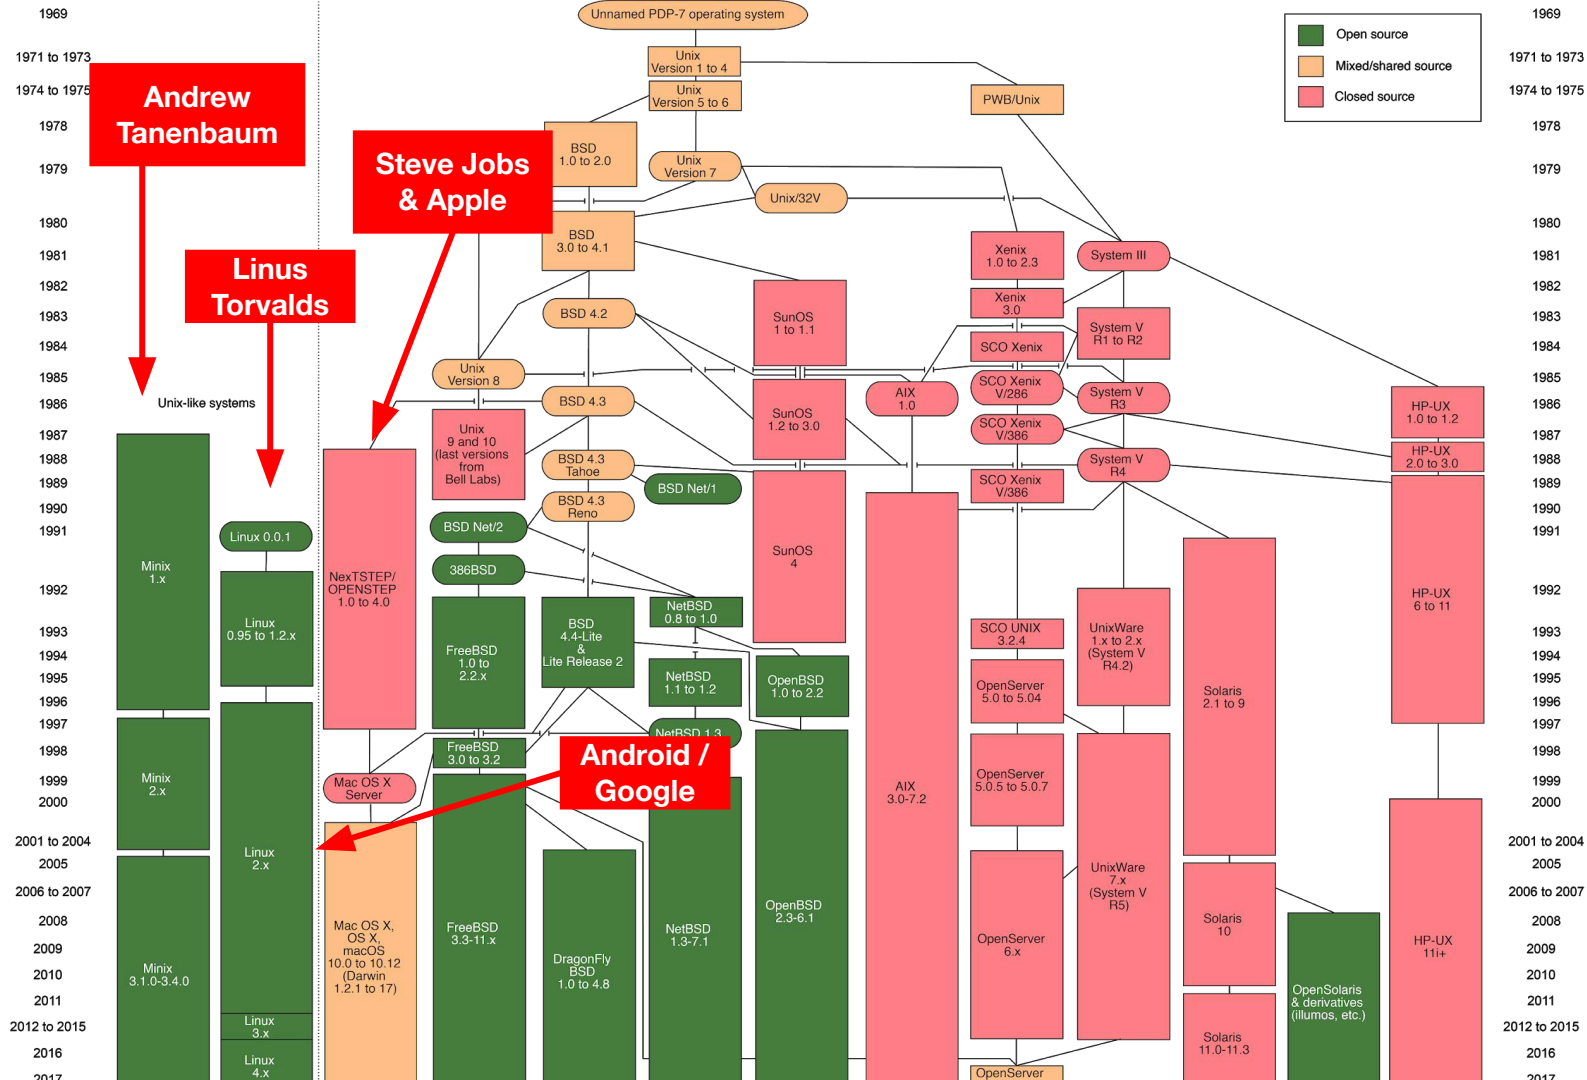 1969
1971 to 1973
1974 to 1975
1978
1979
1980
1981
1982
1983
1984
1985
1986
1987
1988
1989
1990
1991
1992
1993
1994
1995
1996
1997
1998
1999
2000
2001 to 2004
2005
2006 to 2007
2008
2009
2010
2011
2012 to 2015
2016
2017
Andrew
Tanenbaum
Linus
Torvalds
Steve Jobs
& Apple
Android /
Google
Unix-like systems
Minix
1.x
Minix
2.x
Minix
3.1.0-3.4.0
Linux 0.0.1
Linux
0.95 to 1.2.x
Linux
2.x
Linux
3.x
Linux
4.x
NexTSTEP/
OPENSTEP
1.0 to 4.0
Mac OS X
Server
Mac OS X,
OS X,
macOS
10.0 to 10.12
(Darwin
1.2.1 to 17)
Unnamed PDP-7 operating system
Unix
Version 1 to 4
Unix
Version 5 to 6
Unix
Version 7
Unix/32V
PWB/Unix
BSD
1.0 to 2.0
BSD
3.0 to 4.1
BSD 4.2
Unix
Version 8
BSD 4.3
Unix
9 and 10
(last versions
from
Bell Labs)
BSD 4.3
Tahoe
BSD 4.3
Reno
BSD Net/1
BSD Net/2
386BSD
FreeBSD
1.0 to
2.2.x
FreeBSD
3.0 to 3.2
FreeBSD
3.3-11.x
BSD
4.4-Lite
&
Lite Release 2
DragonFly
BSD
1.0 to 4.8
NetBSD
0.8 to 1.0
NetBSD
1.1 to 1.2
NetBSD 1.3
NetBSD
1.3-7.1
OpenBSD
1.0 to 2.2
OpenBSD
2.3-6.1
SunOS
1 to 1.1
SunOS
1.2 to 3.0
SunOS
4
AIX
1.0
AIX
3.0-7.2
Xenix
1.0 to 2.3
Xenix
3.0
SCO Xenix
SCO Xenix
V/286
SCO Xenix
V/386
SCO Xenix
V/386
SCO UNIX
3.2.4
OpenServer
5.0 to 5.04
OpenServer
5.0.5 to 5.0.7
OpenServer
6.x
OpenServer
System III
System V
R1 to R2
System V
R3
System V
R4
UnixWare
1.x to 2.x
(System V
R4.2)
UnixWare
7.x
(System V
R5)
Solaris
2.1 to 9
Solaris
10
Solaris
11.0-11.3
OpenSolaris
& derivatives
(illumos, etc.)
HP-UX
1.0 to 1.2
HP-UX
2.0 to 3.0
HP-UX
6 to 11
HP-UX
11i+
Open source
Mixed/shared source
Closed source
1969
1971 to 1973
1974 to 1975
1978
1979
1980
1981
1982
1983
1984
1985
1986
1987
1988
1989
1990
1991
1992
1993
1994
1995
1996
1997
1998
1999
2000
2001 to 2004
2005
2006 to 2007
2008
2009
2010
2011
2012 to 2015
2016
2017